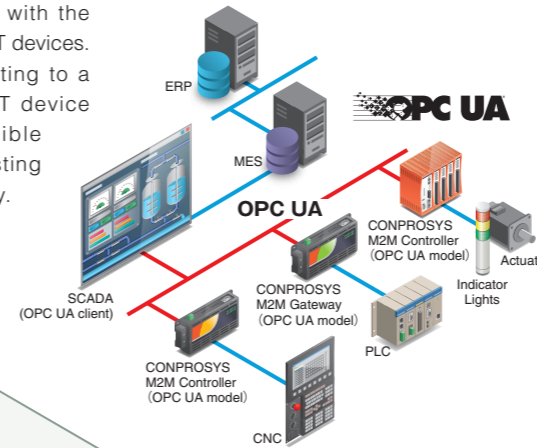 with the
T devices.
ting to a
T device
ible
sting
y.
ERP
MES
OPC UA
OPC UA
SCADA
(OPC UA client)
CONPROSYS
M2M Controller
(OPC UA model)
Indicator
Lights
Actuat
CONPROSYS
M2M Gateway
(OPC UA model)
PLC
CONPROSYS
M2M Controller
(OPC UA model)
CNC